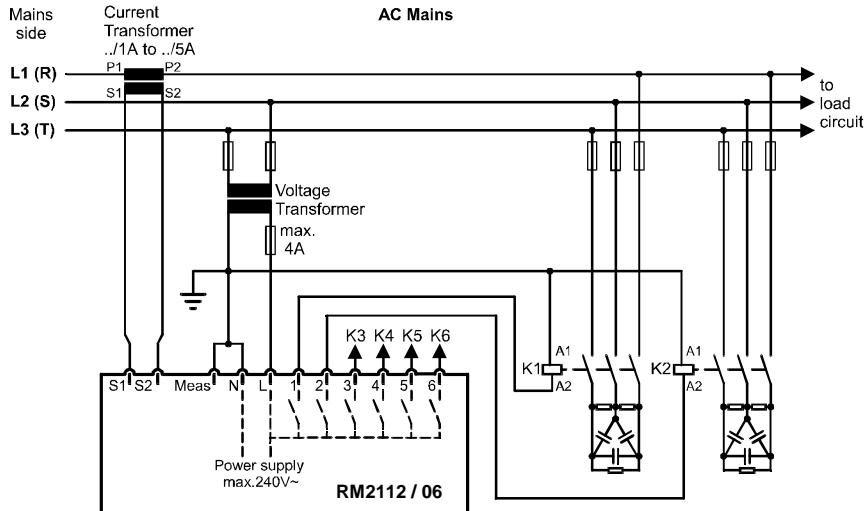 Mains
side
Current
Transformer
../1A to ../5A
AC Mains
P1
P2
L1 (R)
S1
S2
L2 (S)
L3 (T)
to
load
circuit
Voltage
Transformer
max.
4A
K3
K4
K5
K6
K1
A1
A2
K2
A1
A2
S1
S2
Meas
N
L
1
2
3
4
5
6
Power supply
max.240V~
RM2112 / 06